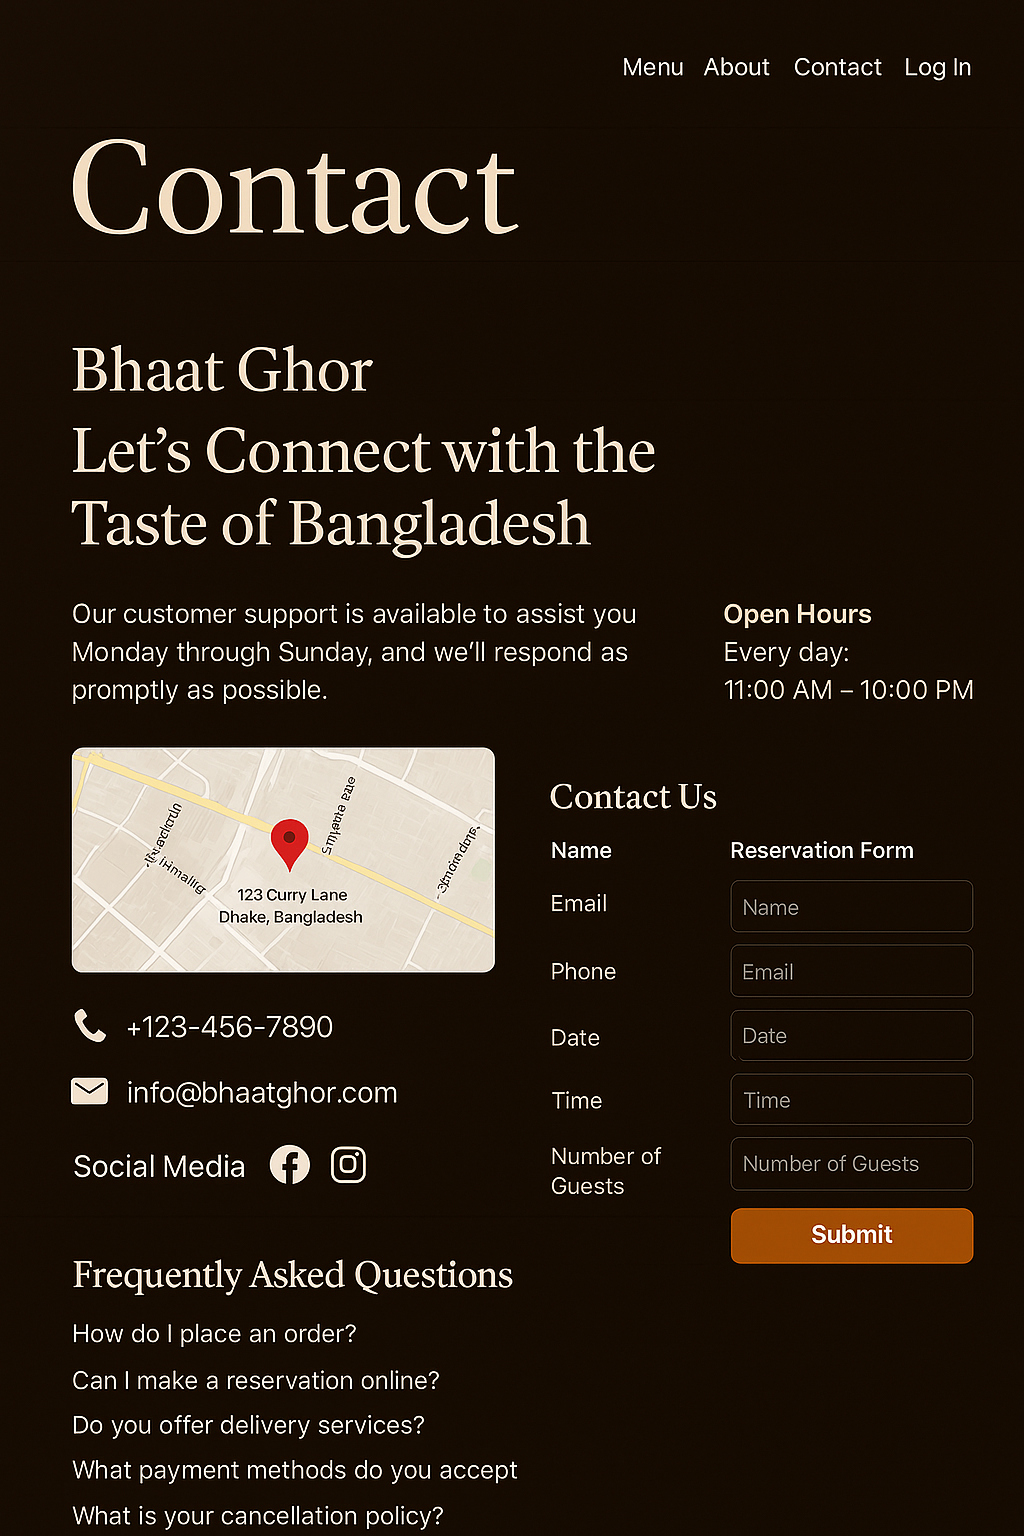 Menu About Contact Log In
Contact
Bhaat Ghor
Let's Connect with the
Taste of Bangladesh
Our customer support is available to assist you
Monday through Sunday, and we'll respond as
promptly as possible.
Open Hours
Every day:
11:00 AM – 10:00 PM
123 Curry Lane
Dhake, Bangladesh
+123-456-7890
info@bhaatghor.com
Social Media
Contact Us
Name
Email
Phone
Date
Time
Number of
Guests
Reservation Form
Name
Email
Date
Time
Number of Guests
Submit
Frequently Asked Questions
How do I place an order?
Can I make a reservation online?
Do you offer delivery services?
What payment methods do you accept
What is your cancellation policy?